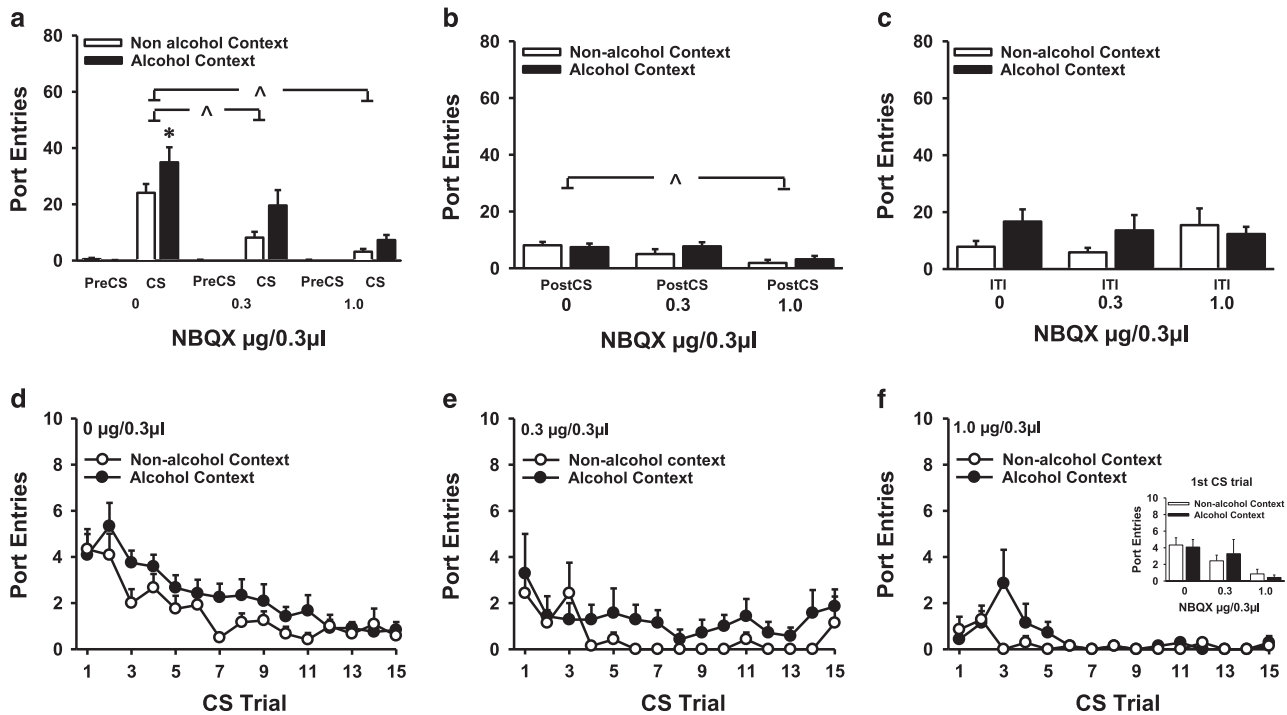 a
Non alcohol Context
Alcohol Context
Port Entries
80
60
40
20
0
^
^
*
PreCS CS PreCS CS PreCS CS
0 0.3 1.0
NBQX µg/0.3µl
b
Non-alcohol Context
Alcohol Context
Port Entries
80
60
40
20
0
^
PostCS PostCS PostCS
0 0.3 1.0
NBQX µg/0.3µl
c
Non-alcohol Context
Alcohol Context
Port Entries
80
60
40
20
0
ITI ITI ITI
0 0.3 1.0
NBQX µg/0.3µl
d
0 µg/0.3µl
Non-alcohol Context
Alcohol Context
Port Entries
10
8
6
4
2
0
1 3 5 7 9 11 13 15
CS Trial
e
0.3 µg/0.3µl
Non-alcohol context
Alcohol Context
Port Entries
10
8
6
4
2
0
1 3 5 7 9 11 13 15
CS Trial
f
1.0 µg/0.3µl
Non-alcohol Context
Alcohol Context
Port Entries
10
8
6
4
2
0
1 3 5 7 9 11 13 15
CS Trial
1st CS trial
Non-alcohol Context
Alcohol Context
Port Entries
10
8
6
4
2
0
0 0.3 1.0
NBQX µg/0.3µl